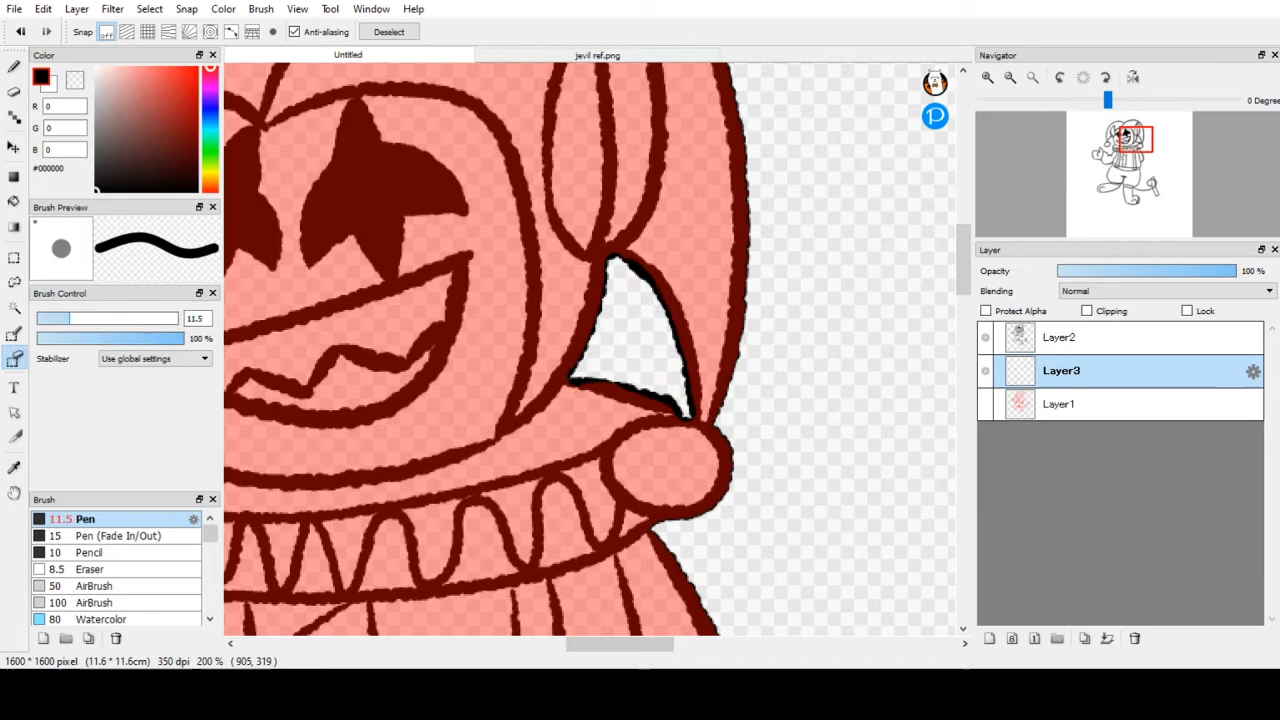 File Edit Layer Filter Select Snap Color Brush View Tool Window Help
Snap off Anti-aliasing Deselect
Color
R 0
G 0
B 0
#000000
Brush Preview
Brush Control
11.5
100 %
Stabilizer Use global settings
Brush
11.5 Pen
15 Pen (Fade In/Out)
10 Pencil
8.5 Eraser
50 AirBrush
100 AirBrush
80 Watercolor
Untitled jevil ref.png
P
Navigator
0 Degree
Layer
Opacity 100 %
Blending Normal
Protect Alpha Clipping Lock
Layer2
Layer3
Layer1
8 1
1600 * 1600 pixel (11.6 * 11.6cm) 350 dpi 200 % ( 905, 319 )